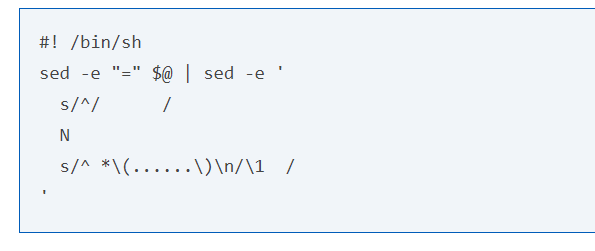 #! /bin/sh
sed -e "=" $@ | sed -e '
  s/^/      /
  N
  s/^ *\(......\)\n/\1  /
'